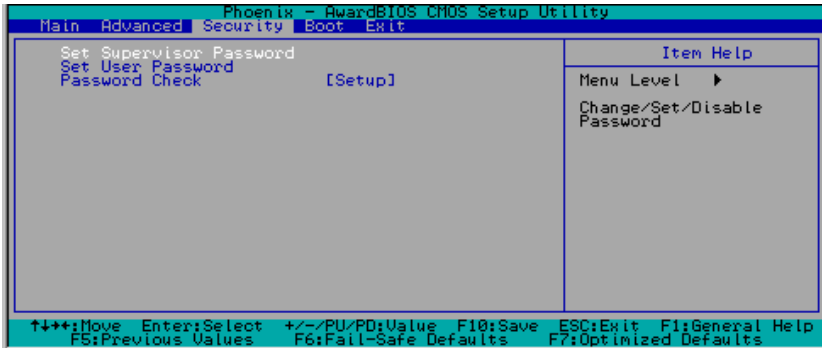 Phoenix - AwardBIOS CMOS Setup Utility
Main Advanced Security Boot Exit
Set Supervisor Password
Set User Password
Password Check [Setup]
Item Help
Menu Level ▶
Change/Set/Disable
Password
↑↓→←:Move Enter:Select +/-/PU/PD:Value F10:Save ESC:Exit F1:General Help
F5:Previous Values F6:Fail-Safe Defaults F7:Optimized Defaults